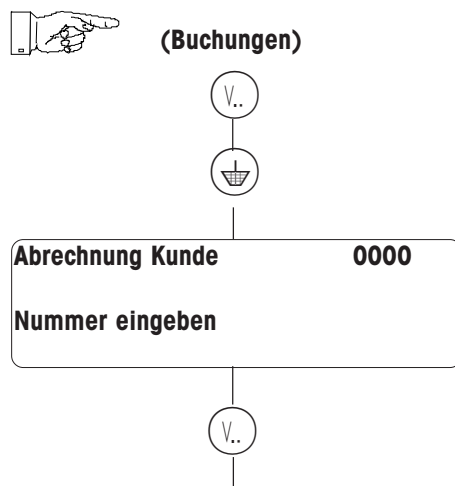 (Buchungen)
V..
Abrechnung Kunde 0000
Nummer eingeben
V..